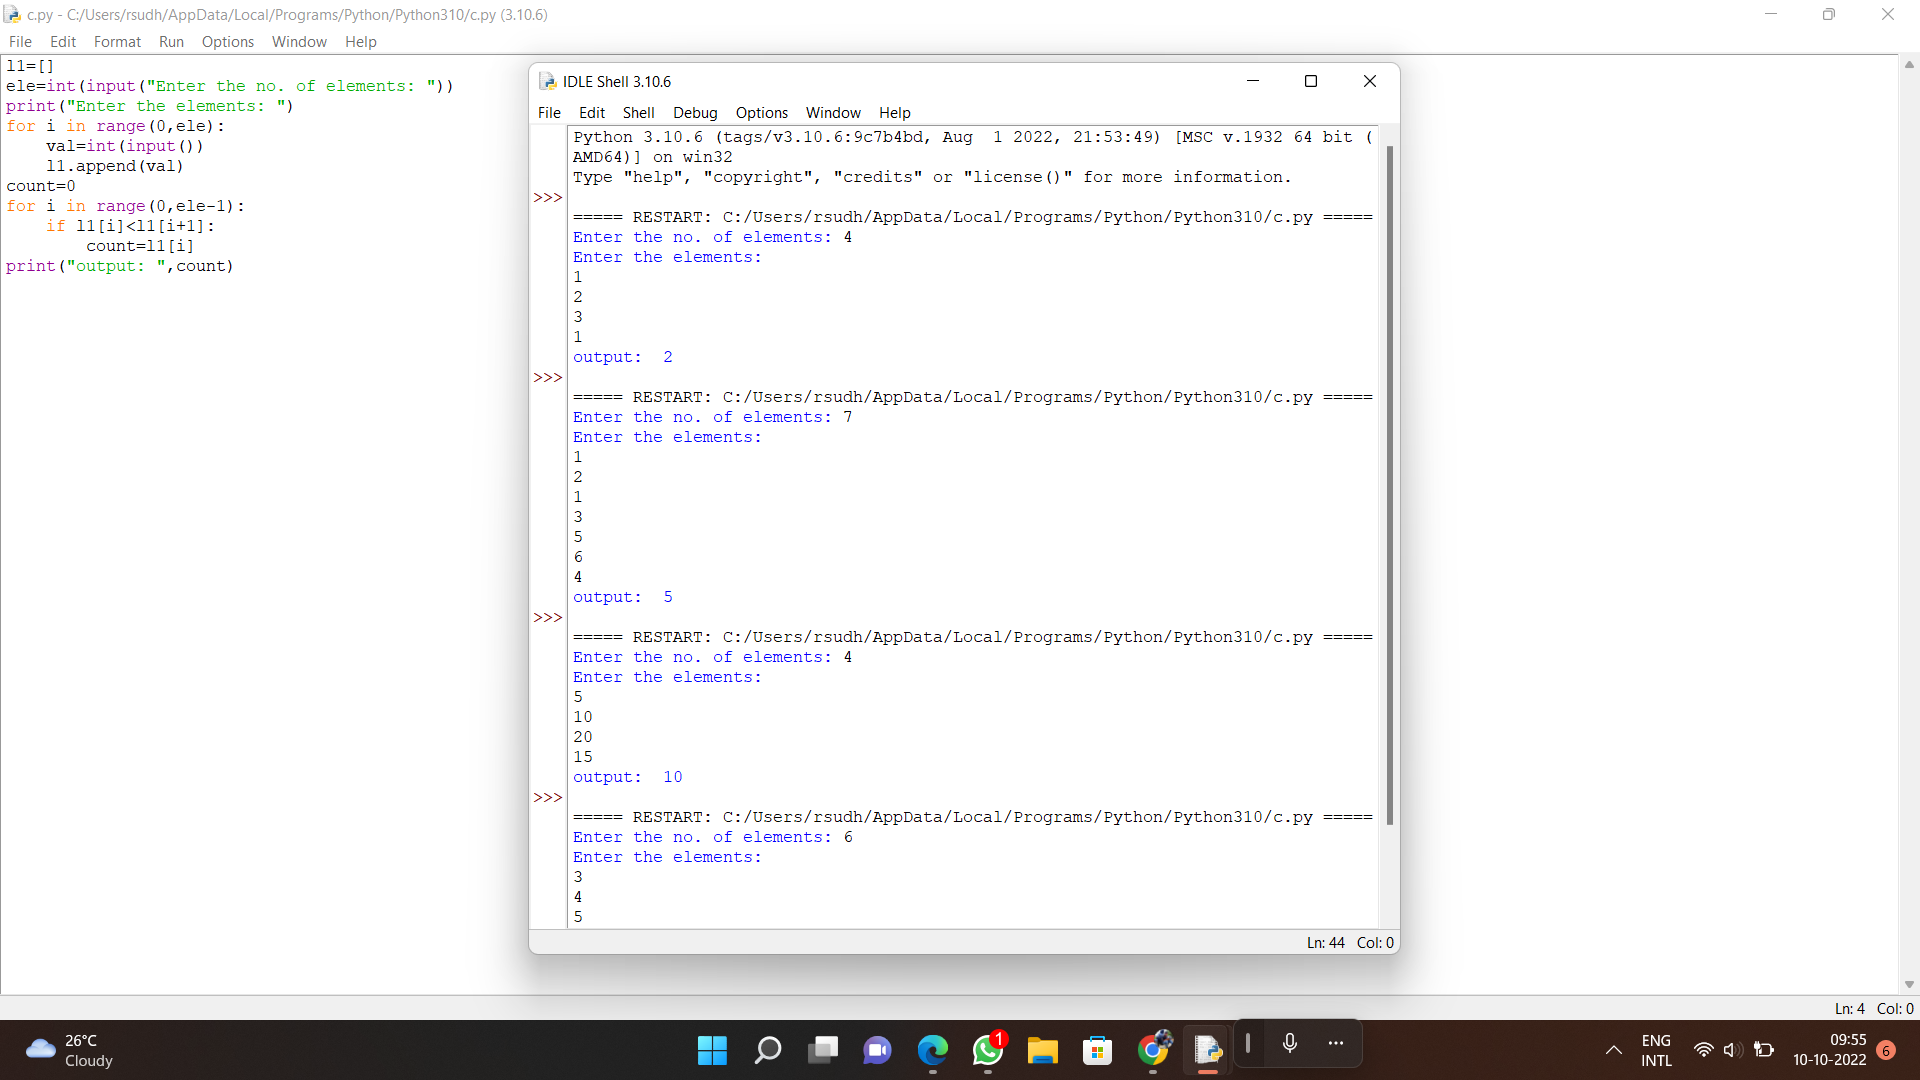 c.py - C:/Users/rsudh/AppData/Local/Programs/Python/Python310/c.py (3.10.6)
File Edit Format Run Options Window Help
l1=[]
ele=int(input("Enter the no. of elements: "))
print("Enter the elements: ")
for i in range(0,ele):
    val=int(input())
    l1.append(val)
count=0
for i in range(0,ele-1):
    if l1[i]<l1[i+1]:
        count=l1[i]
print("output: ",count)
IDLE Shell 3.10.6
File Edit Shell Debug Options Window Help
Python 3.10.6 (tags/v3.10.6:9c7b4bd, Aug  1 2022, 21:53:49) [MSC v.1932 64 bit (
AMD64)] on win32
Type "help", "copyright", "credits" or "license()" for more information.
>>>
===== RESTART: C:/Users/rsudh/AppData/Local/Programs/Python/Python310/c.py =====
Enter the no. of elements: 4
Enter the elements:
1
2
3
1
output:  2
>>>
===== RESTART: C:/Users/rsudh/AppData/Local/Programs/Python/Python310/c.py =====
Enter the no. of elements: 7
Enter the elements:
1
2
1
3
5
6
4
output:  5
>>>
===== RESTART: C:/Users/rsudh/AppData/Local/Programs/Python/Python310/c.py =====
Enter the no. of elements: 4
Enter the elements:
5
10
20
15
output:  10
>>>
===== RESTART: C:/Users/rsudh/AppData/Local/Programs/Python/Python310/c.py =====
Enter the no. of elements: 6
Enter the elements:
3
4
5
Ln: 44 Col: 0
Ln: 4 Col: 0
26°C
Cloudy
1
ENG
INTL
09:55
10-10-2022
6